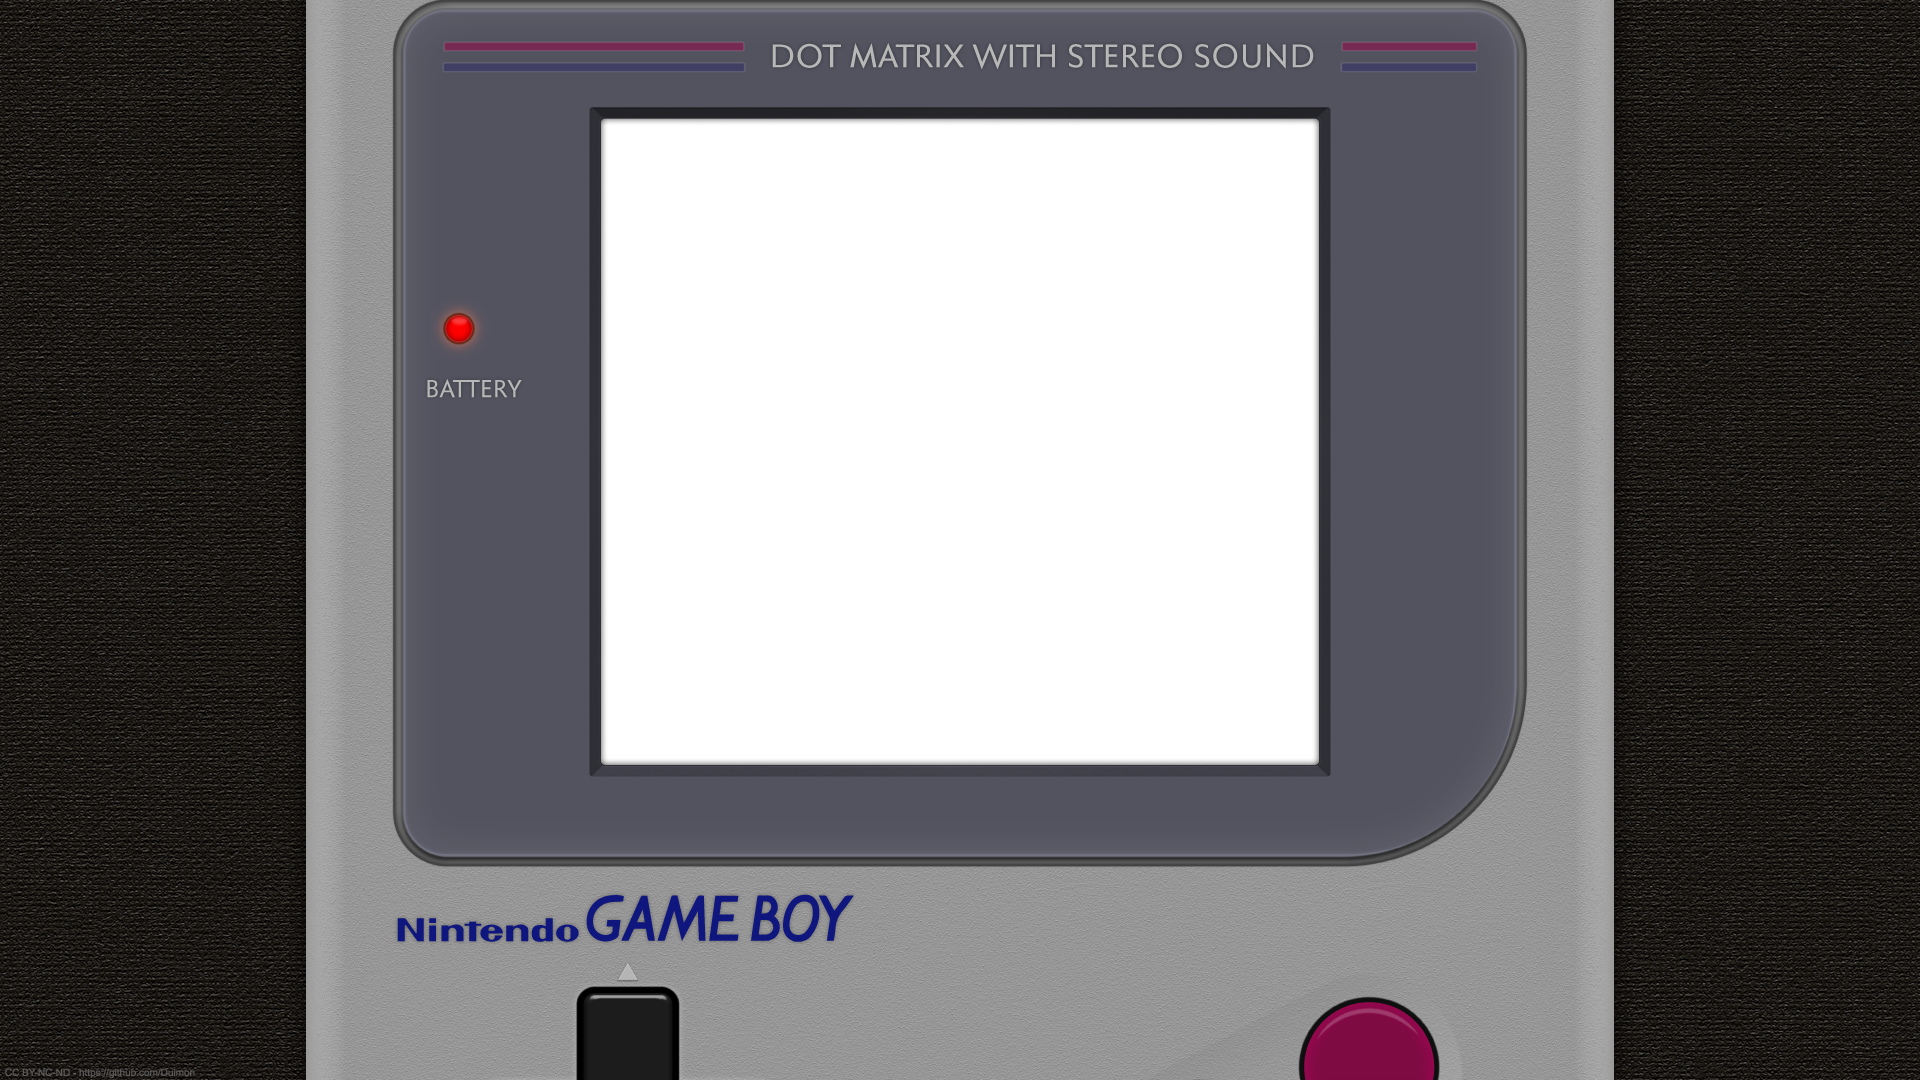 DOT MATRIX WITH STEREO SOUND
BATTERY
Nintendo GAME BOY
CC BY-NC-ND - https://github.com/Duimon